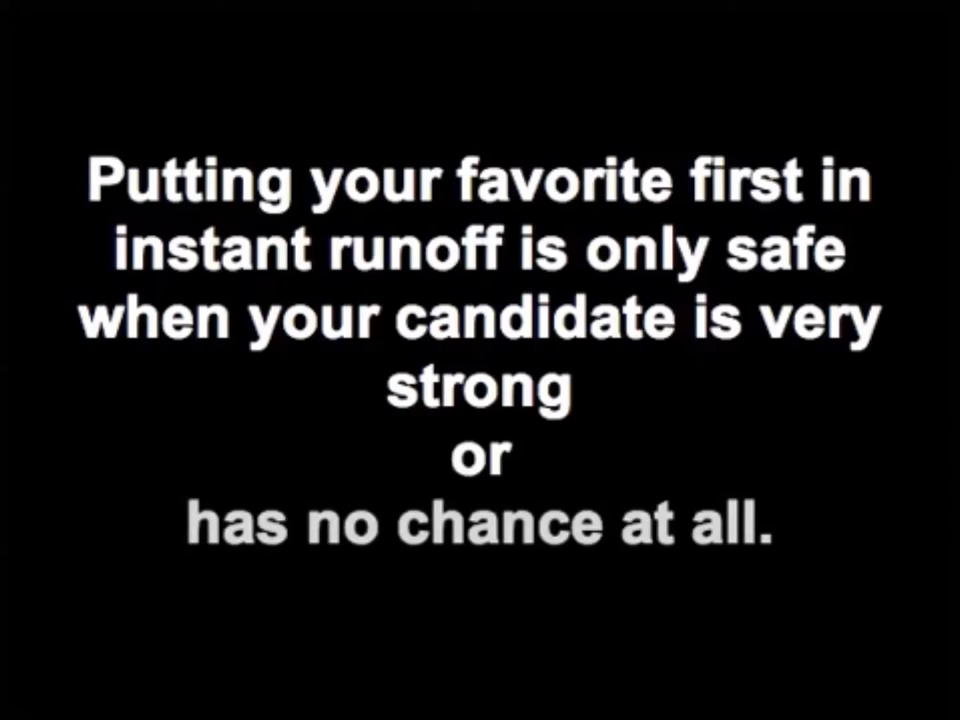 Putting your favorite first in
instant runoff is only safe
when your candidate is very
strong
or
has no chance at all.